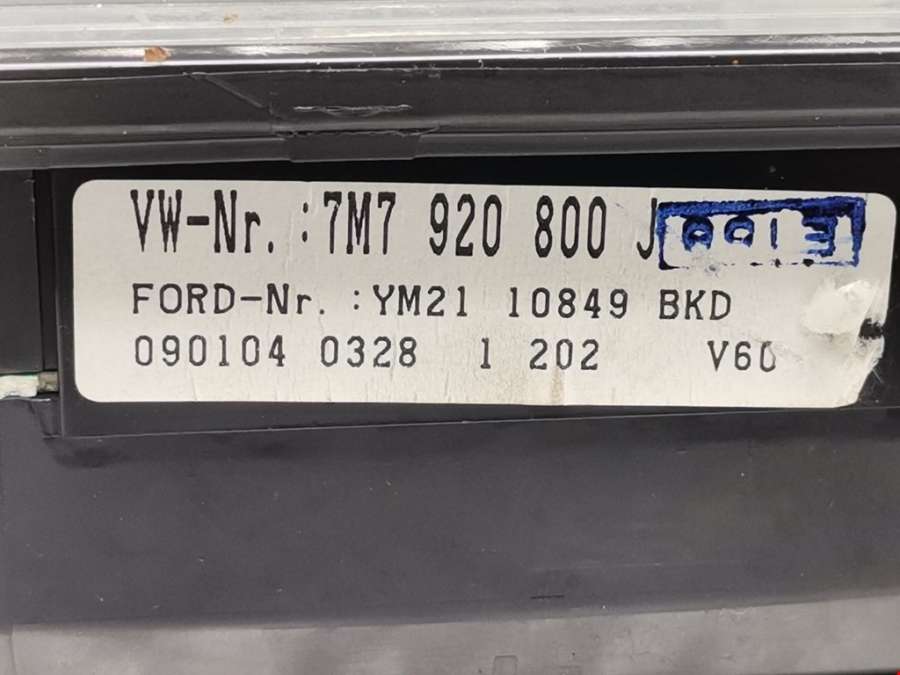 VW-Nr. :7M7 920 800 J
FORD-Nr. :YM21 10849 BKD
090104 0328 1 202 V60